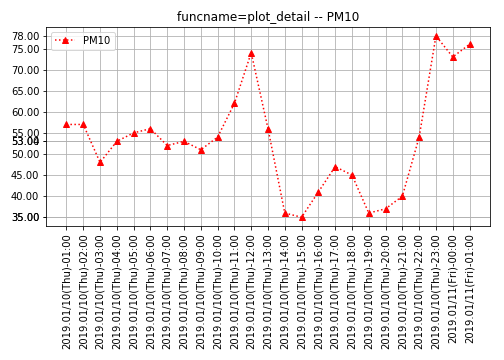 funcname=plot_detail -- PM10
PM10
78.00
75.00
70.00
65.00
60.00
55.00
50.00
45.00
40.00
35.00
2019.01/10(Thu)-01:00
2019.01/10(Thu)-02:00
2019.01/10(Thu)-03:00
2019.01/10(Thu)-04:00
2019.01/10(Thu)-05:00
2019.01/10(Thu)-06:00
2019.01/10(Thu)-07:00
2019.01/10(Thu)-08:00
2019.01/10(Thu)-09:00
2019.01/10(Thu)-10:00
2019.01/10(Thu)-11:00
2019.01/10(Thu)-12:00
2019.01/10(Thu)-13:00
2019.01/10(Thu)-14:00
2019.01/10(Thu)-15:00
2019.01/10(Thu)-16:00
2019.01/10(Thu)-17:00
2019.01/10(Thu)-18:00
2019.01/10(Thu)-19:00
2019.01/10(Thu)-20:00
2019.01/10(Thu)-21:00
2019.01/10(Thu)-22:00
2019.01/10(Thu)-23:00
2019.01/11(Fri)-00:00
2019.01/11(Fri)-01:00